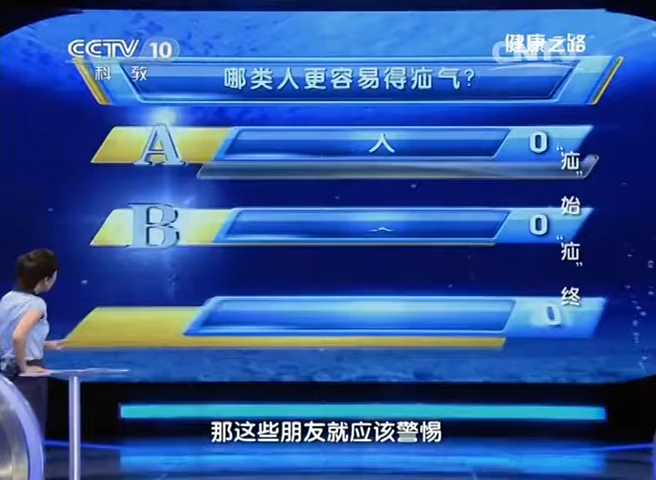 CCTV 10
科 教
健康之路
CNTV
哪类人更容易得疝气？
A 人 0
B 0
0
“疝”始“疝”终
那这些朋友就应该警惕